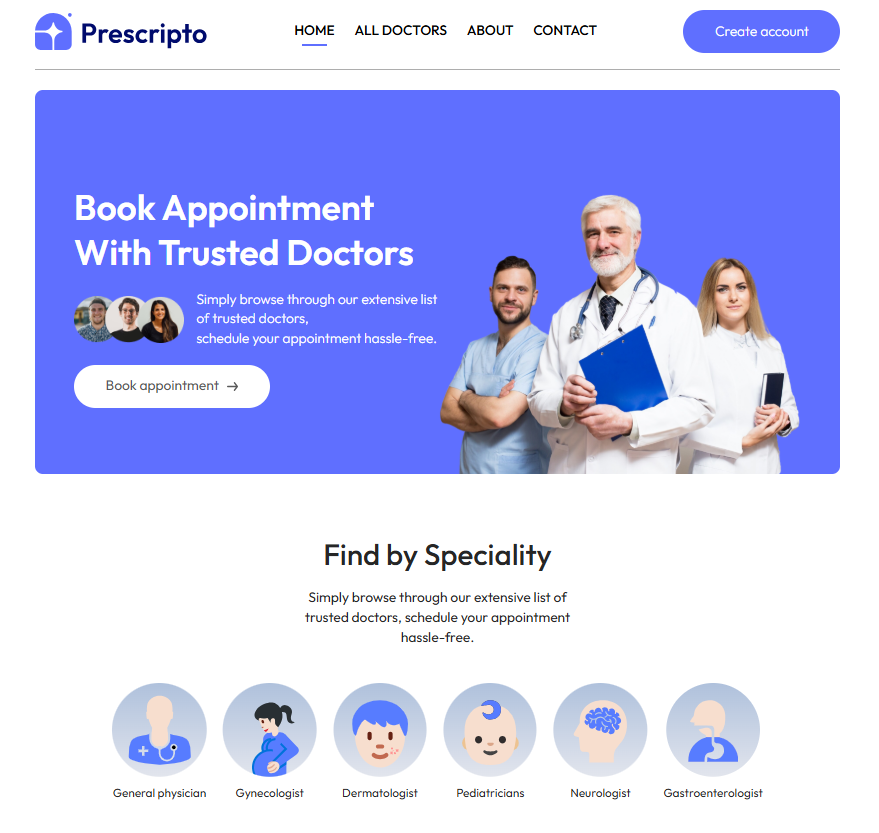 Prescripto
HOME ALL DOCTORS ABOUT CONTACT
Create account
Book Appointment
With Trusted Doctors
Simply browse through our extensive list
of trusted doctors,
schedule your appointment hassle-free.
Book appointment →
Find by Speciality
Simply browse through our extensive list of
trusted doctors, schedule your appointment
hassle-free.
General physician Gynecologist Dermatologist Pediatricians Neurologist Gastroenterologist